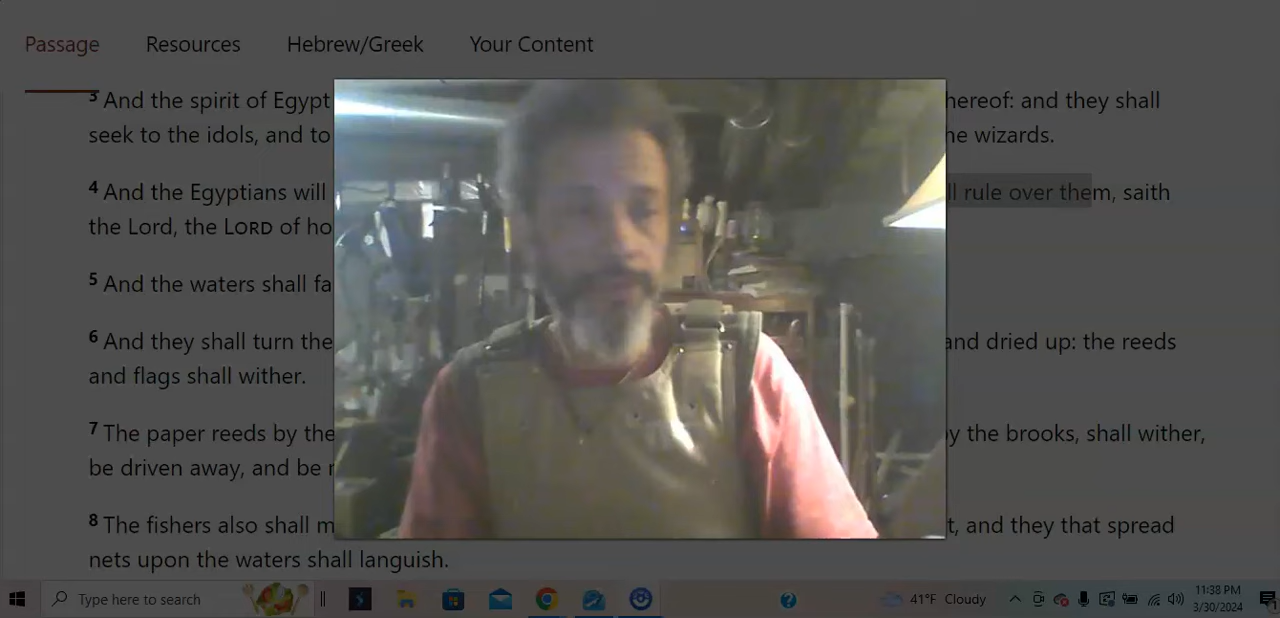 Passage Resources Hebrew/Greek Your Content
3 And the spirit of Egypt hereof: and they shall
seek to the idols, and to he wizards.
4 And the Egyptians will ll rule over them, saith
the Lord, the LORD of ho
5 And the waters shall fa
6 And they shall turn the and dried up: the reeds
and flags shall wither.
7 The paper reeds by the y the brooks, shall wither,
be driven away, and be
8 The fishers also shall m t, and they that spread
nets upon the waters shall languish.
Type here to search 41°F Cloudy 11:38 PM
3/30/2024